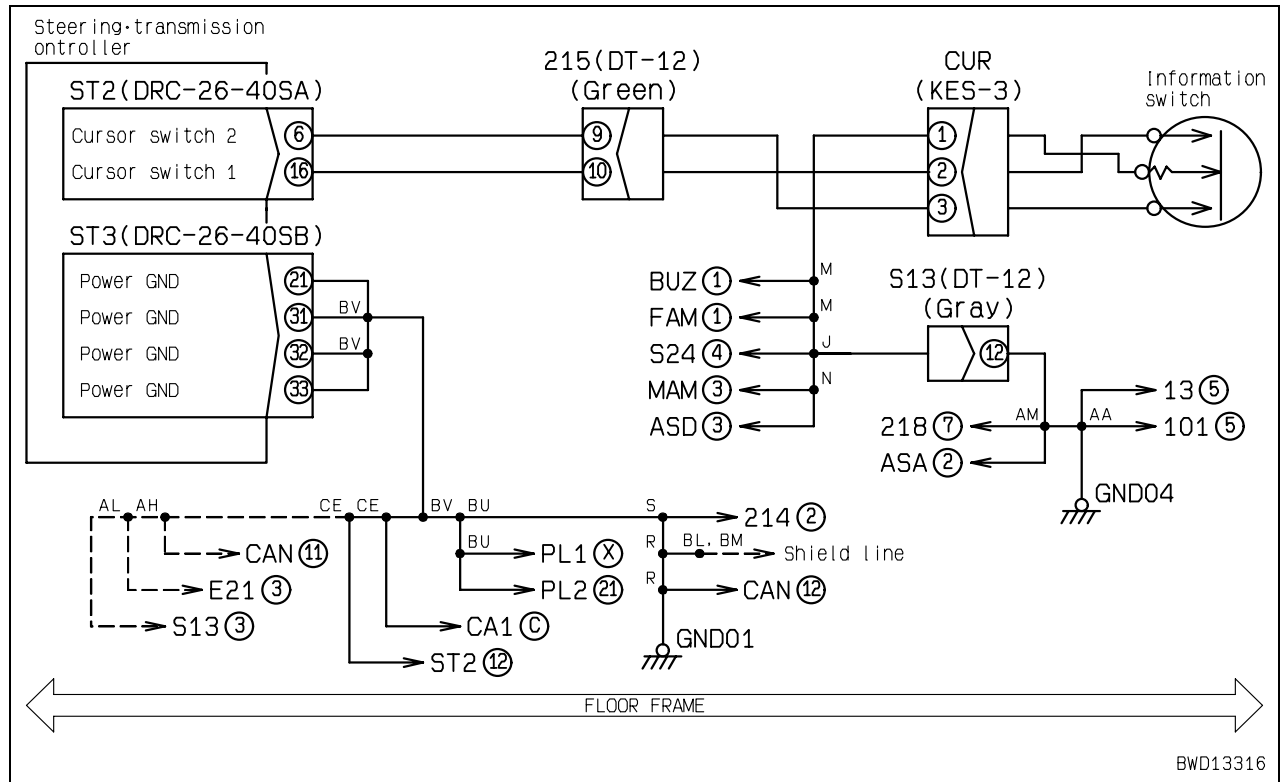 Steering·transmission
ontroller
ST2(DRC-26-40SA)
Cursor switch 2 6
Cursor switch 1 16
ST3(DRC-26-40SB)
Power GND 21
Power GND 31 BV
Power GND 32 BV
Power GND 33
215(DT-12)
(Green)
9
10
CUR
(KES-3)
1
2
3
Information
switch
BUZ 1 M
FAM 1 M
S24 4 J
MAM 3 N
ASD 3
S13(DT-12)
(Gray)
12
218 7 AM AA
ASA 2
13 5
101 5
GND04
AL AH CE CE BV BU S 214 2
CAN 11
E21 3
S13 3
BU PL1 X
PL2 21
CA1 C
ST2 12
R BL, BM Shield line
R CAN 12
GND01
FLOOR FRAME
BWD13316